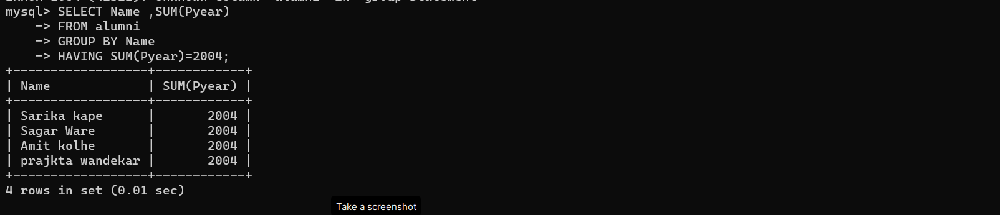 mysql> SELECT Name ,SUM(Pyear)
    -> FROM alumni
    -> GROUP BY Name
    -> HAVING SUM(Pyear)=2004;
+------------------+------------+
| Name             | SUM(Pyear) |
+------------------+------------+
| Sarika kape      |       2004 |
| Sagar Ware       |       2004 |
| Amit kolhe       |       2004 |
| prajkta wandekar |       2004 |
+------------------+------------+
4 rows in set (0.01 sec)
Take a screenshot